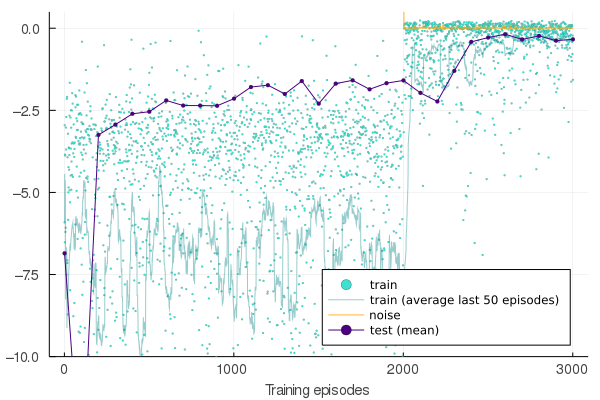 0.0
−2.5
−5.0
−7.5
−10.0
train
train (average last 50 episodes)
noise
test (mean)
0 1000 2000 3000
Training episodes